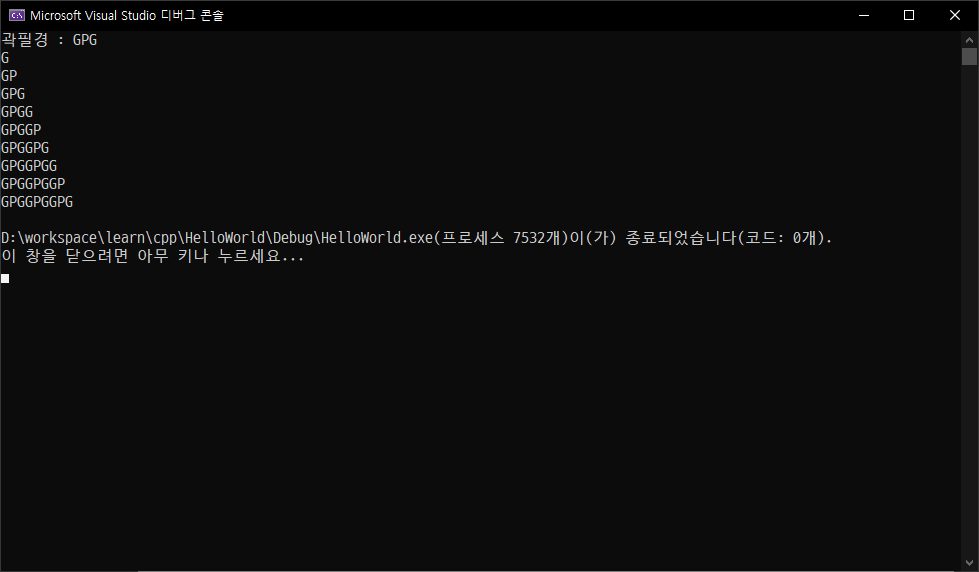 Microsoft Visual Studio 디버그 콘솔
곽필경 : GPG
G
GP
GPG
GPGG
GPGGP
GPGGPG
GPGGPGG
GPGGPGGP
GPGGPGGPG
D:\workspace\learn\cpp\HelloWorld\Debug\HelloWorld.exe(프로세스 7532개)이(가) 종료되었습니다(코드: 0개).
이 창을 닫으려면 아무 키나 누르세요...